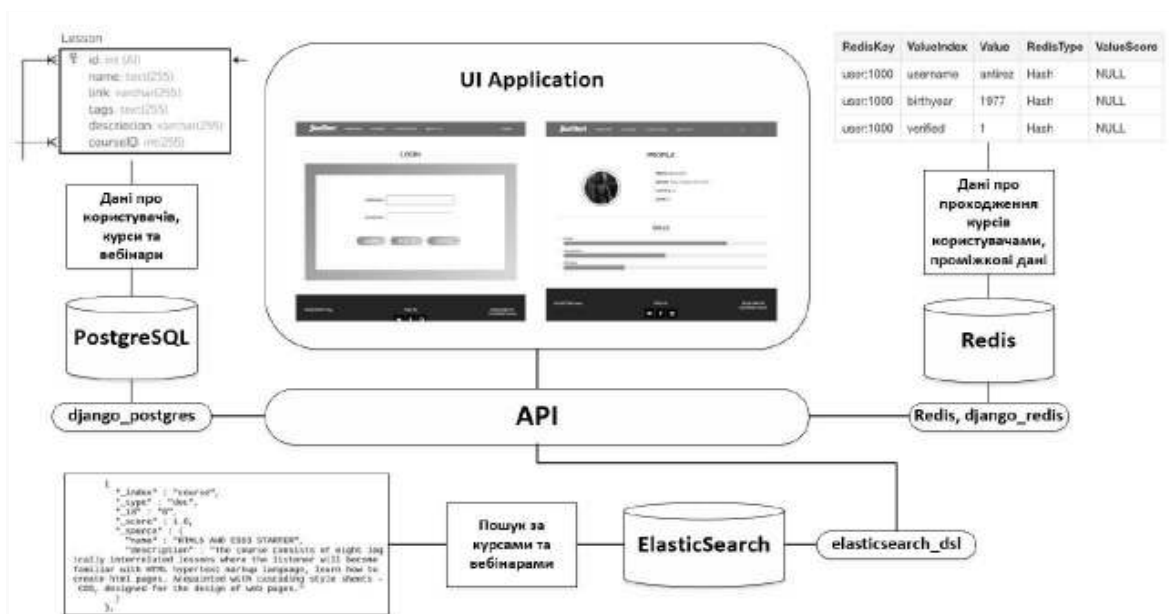 Lesson
id: int (AI)
name: text(255)
link: varchar(255)
tags: text(255)
description: varchar(255)
courseID: int(255)
Дані про
користувачів,
курси та
вебінари
PostgreSQL
django_postgres
UI Application
LOGIN
PROFILE
SKILLS
RedisKey ValueIndex Value RedisType ValueScore
user:1000 username antirez Hash NULL
user:1000 birthyear 1977 Hash NULL
user:1000 verified 1 Hash NULL
Дані про
проходження
курсів
користувачами,
проміжкові дані
Redis
Redis, django_redis
API
{
"_index" : "course",
"_type" : "doc",
"_id" : "6",
"_score" : 1.0,
"_source" : {
"name" : "HTML5 AND CSS3 STARTER",
"description" : "The course consists of eight log
ically interrelated lessons where the listener will become
familiar with HTML hypertext markup language, learn how to
create html pages. Acquainted with cascading style sheets -
CSS, designed for the design of web pages."
}
},
Пошук за
курсами та
вебінарами
ElasticSearch
elasticsearch_dsl